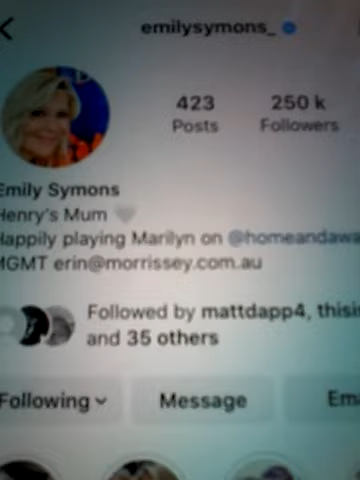 emilysymons_
423 250 k
Posts Followers
Emily Symons
Henry's Mum
Happily playing Marilyn on @homeandawa
MGMT erin@morrissey.com.au
Followed by mattdapp4, thisi
and 35 others
Following Message Ema